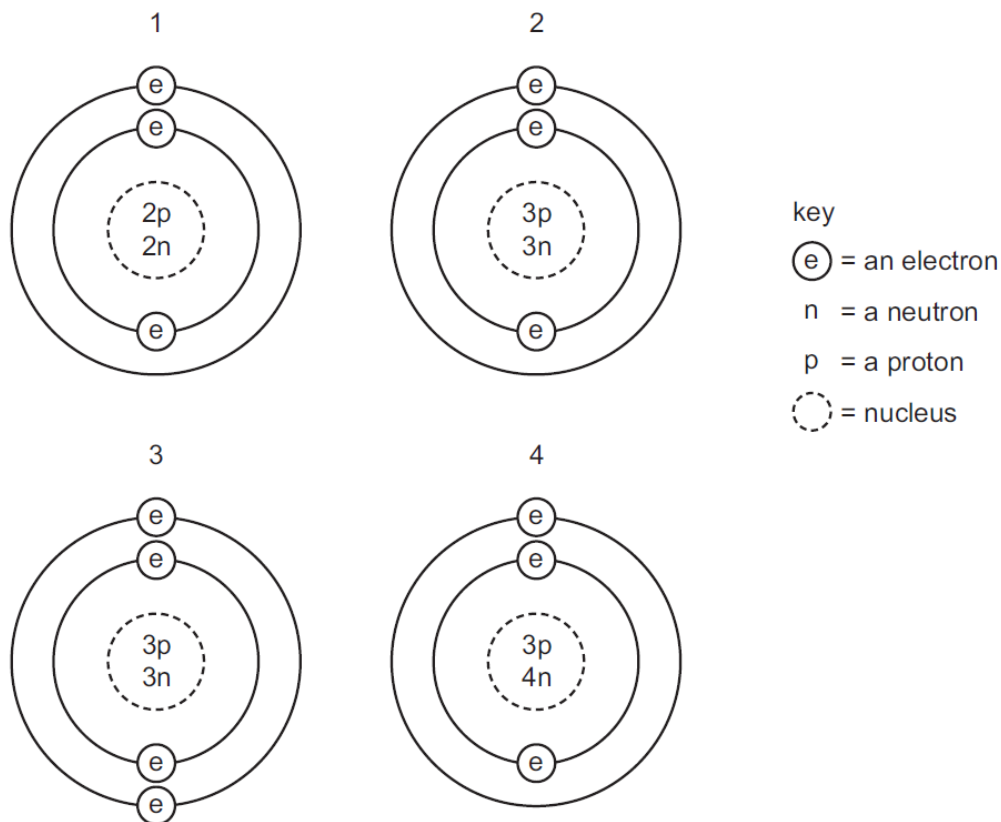 1
2
e
e
e
e
2p
2n
3p
3n
e
e
key
e = an electron
n = a neutron
p = a proton
= nucleus
3
4
e
e
e
e
3p
3n
3p
4n
e
e
e